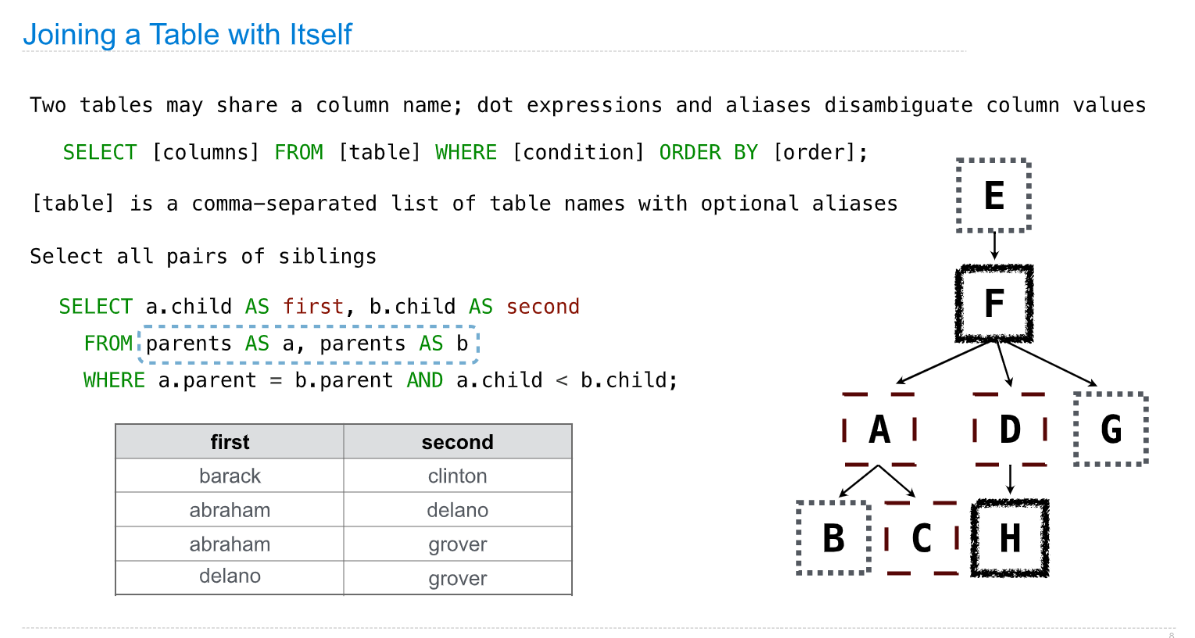 Joining a Table with Itself
Two tables may share a column name; dot expressions and aliases disambiguate column values
SELECT [columns] FROM [table] WHERE [condition] ORDER BY [order];
[table] is a comma-separated list of table names with optional aliases
Select all pairs of siblings
SELECT a.child AS first, b.child AS second
FROM parents AS a, parents AS b
WHERE a.parent = b.parent AND a.child < b.child;
first second
barack clinton
abraham delano
abraham grover
delano grover
E
F
A D G
B C H
8